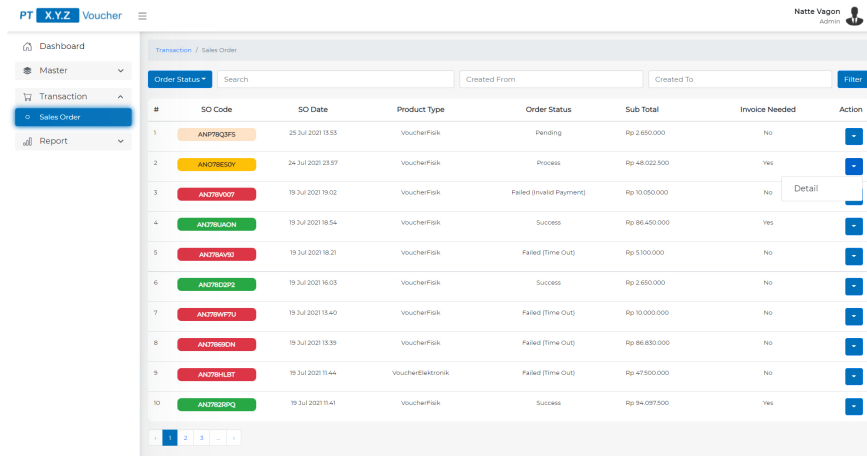 PT X.Y.Z Voucher
Natte Vagon
Admin
Dashboard
Master
Transaction
Sales Order
Report
Transaction / Sales Order
Order Status Search Created From Created To Filter
# SO Code SO Date Product Type Order Status Sub Total Invoice Needed Action
1 ANP78Q3FS 25 Jul 2021 13.53 VoucherFisik Pending Rp 2.650.000 No
2 ANO78ES0Y 24 Jul 2021 23.57 VoucherFisik Process Rp 48.022.500 Yes
Detail
3 ANJ78V007 19 Jul 2021 19.02 VoucherFisik Failed (Invalid Payment) Rp 10.050.000 No
4 ANJ78UAON 19 Jul 2021 18.54 VoucherFisik Success Rp 86.450.000 Yes
5 ANJ78AV5J 19 Jul 2021 18.21 VoucherFisik Failed (Time Out) Rp 5.100.000 No
6 ANJ78D2P2 19 Jul 2021 16.03 VoucherFisik Success Rp 2.650.000 No
7 ANJ78WF7U 19 Jul 2021 13.40 VoucherFisik Failed (Time Out) Rp 10.000.000 No
8 ANJ7869DN 19 Jul 2021 13.39 VoucherFisik Failed (Time Out) Rp 86.830.000 No
9 ANJ78HLBT 19 Jul 2021 11.44 VoucherElektronik Failed (Time Out) Rp 47.500.000 No
10 ANJ782RPQ 19 Jul 2021 11.41 VoucherFisik Success Rp 94.097.500 Yes
‹ 1 2 3 ... ›